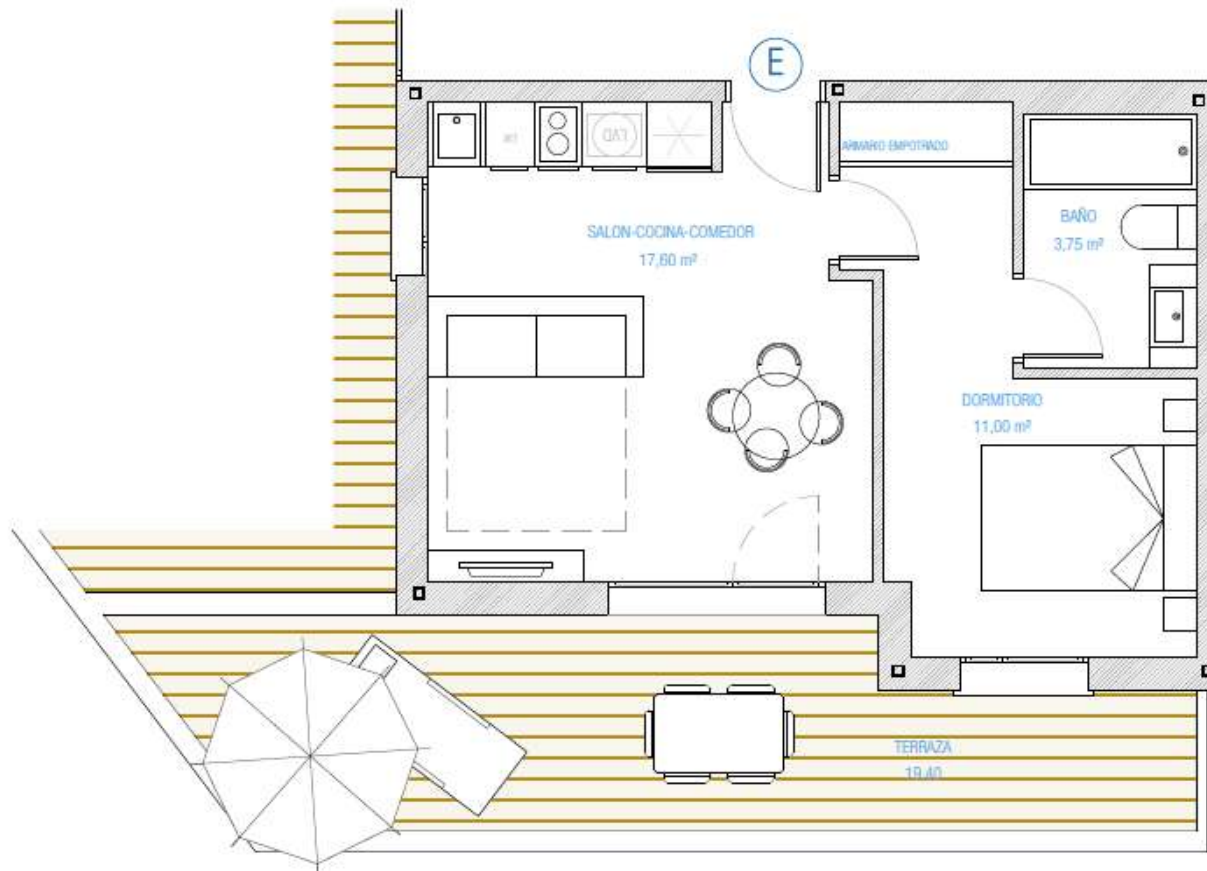 E
LVD
ARMARIO EMPOTRADO
BAÑO
3,75 m²
SALON-COCINA-COMEDOR
17,60 m²
DORMITORIO
11,00 m²
TERRAZA
19,40